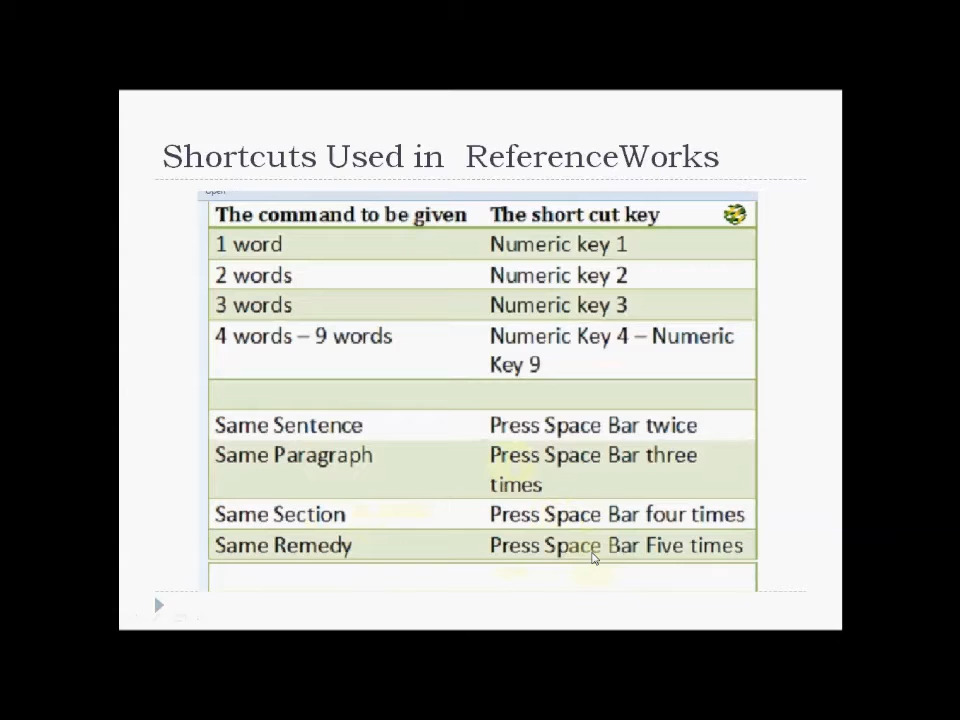 Shortcuts Used in ReferenceWorks
Open
The command to be given The short cut key
1 word Numeric key 1
2 words Numeric key 2
3 words Numeric key 3
4 words – 9 words Numeric Key 4 – Numeric
Key 9
Same Sentence Press Space Bar twice
Same Paragraph Press Space Bar three
times
Same Section Press Space Bar four times
Same Remedy Press Space Bar Five times